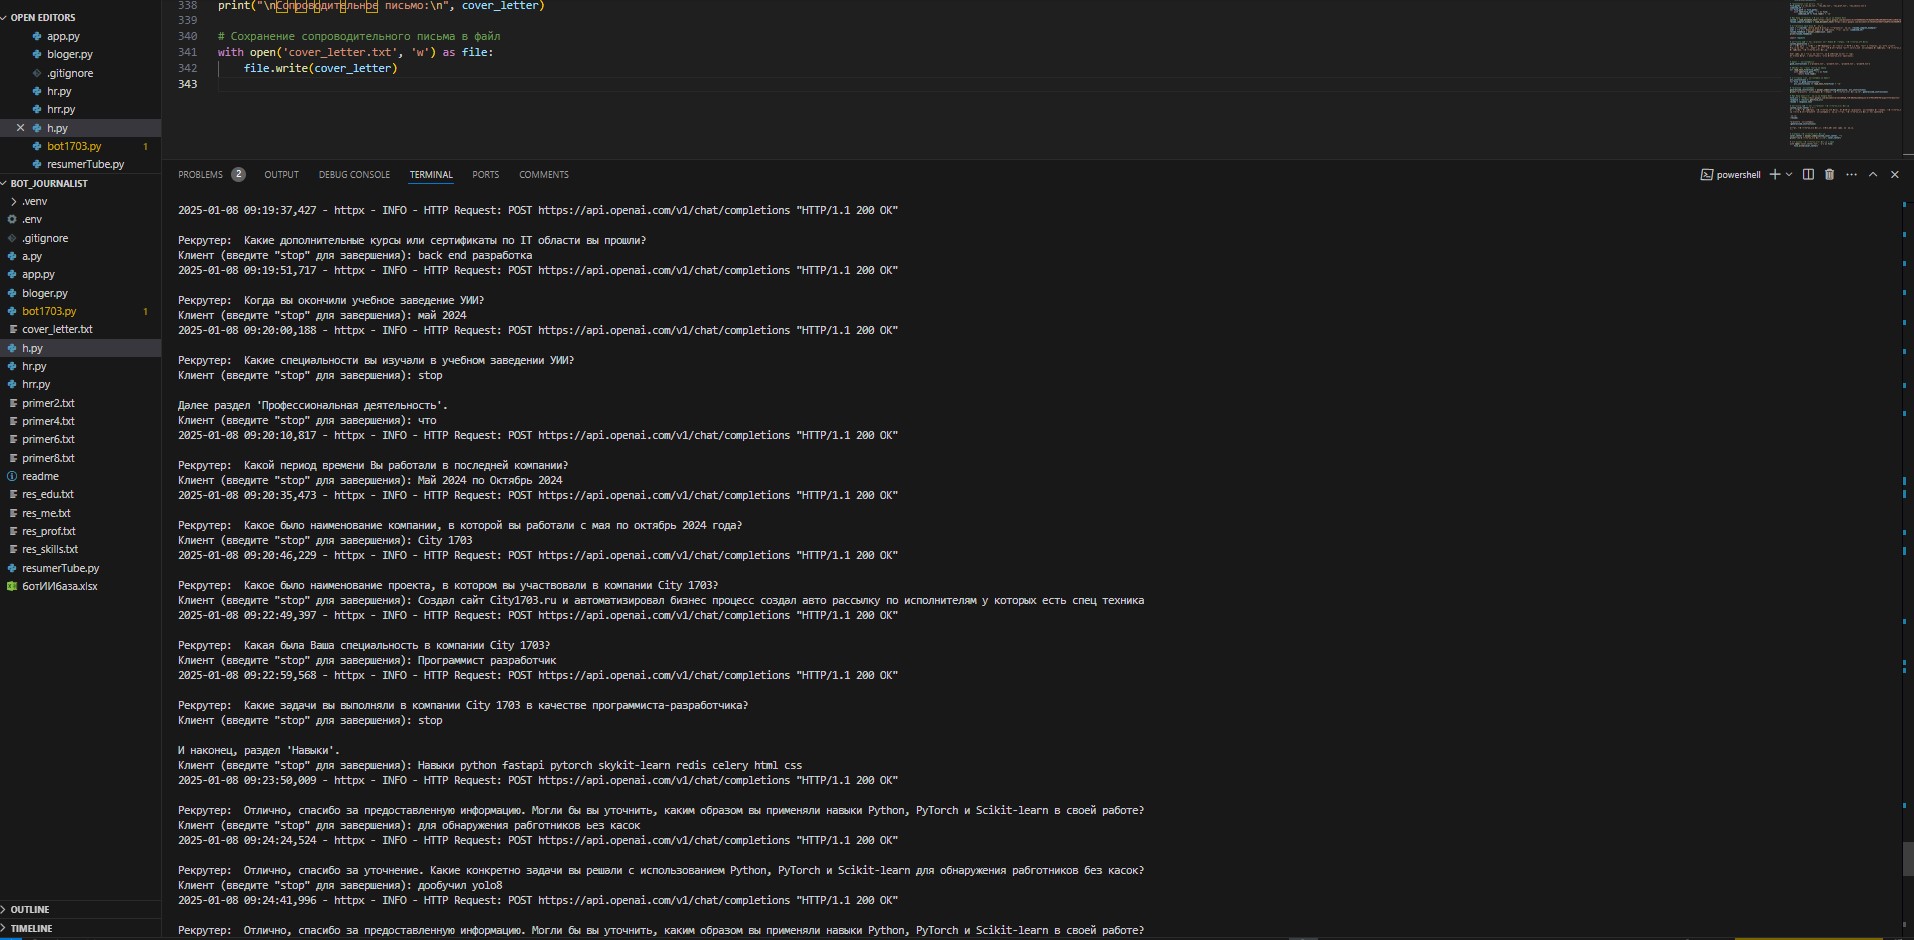 OPEN EDITORS
app.py
bloger.py
.gitignore
hr.py
hrr.py
h.py
bot1703.py 1
resumerTube.py
BOT_JOURNALIST
.venv
.env
.gitignore
a.py
app.py
bloger.py
bot1703.py 1
cover_letter.txt
h.py
hr.py
hrr.py
primer2.txt
primer4.txt
primer6.txt
primer8.txt
readme
res_edu.txt
res_me.txt
res_prof.txt
res_skills.txt
resumerTube.py
ботИИбаза.xlsx
OUTLINE
TIMELINE
338 print("\nСопроводительное письмо:\n", cover_letter)
339
340 # Сохранение сопроводительного письма в файл
341 with open('cover_letter.txt', 'w') as file:
342 file.write(cover_letter)
343
PROBLEMS 2 OUTPUT DEBUG CONSOLE TERMINAL PORTS COMMENTS powershell
2025-01-08 09:19:37,427 - httpx - INFO - HTTP Request: POST https://api.openai.com/v1/chat/completions "HTTP/1.1 200 OK"
Рекрутер: Какие дополнительные курсы или сертификаты по IT области вы прошли?
Клиент (введите "stop" для завершения): back end разработка
2025-01-08 09:19:51,717 - httpx - INFO - HTTP Request: POST https://api.openai.com/v1/chat/completions "HTTP/1.1 200 OK"
Рекрутер: Когда вы окончили учебное заведение УИИ?
Клиент (введите "stop" для завершения): май 2024
2025-01-08 09:20:00,188 - httpx - INFO - HTTP Request: POST https://api.openai.com/v1/chat/completions "HTTP/1.1 200 OK"
Рекрутер: Какие специальности вы изучали в учебном заведении УИИ?
Клиент (введите "stop" для завершения): stop
Далее раздел 'Профессиональная деятельность'.
Клиент (введите "stop" для завершения): что
2025-01-08 09:20:10,817 - httpx - INFO - HTTP Request: POST https://api.openai.com/v1/chat/completions "HTTP/1.1 200 OK"
Рекрутер: Какой период времени Вы работали в последней компании?
Клиент (введите "stop" для завершения): Май 2024 по Октябрь 2024
2025-01-08 09:20:35,473 - httpx - INFO - HTTP Request: POST https://api.openai.com/v1/chat/completions "HTTP/1.1 200 OK"
Рекрутер: Какое было наименование компании, в которой вы работали с мая по октябрь 2024 года?
Клиент (введите "stop" для завершения): City 1703
2025-01-08 09:20:46,229 - httpx - INFO - HTTP Request: POST https://api.openai.com/v1/chat/completions "HTTP/1.1 200 OK"
Рекрутер: Какое было наименование проекта, в котором вы участвовали в компании City 1703?
Клиент (введите "stop" для завершения): Создал сайт City1703.ru и автоматизировал бизнес процесс создал авто рассылку по исполнителям у которых есть спец техника
2025-01-08 09:22:49,397 - httpx - INFO - HTTP Request: POST https://api.openai.com/v1/chat/completions "HTTP/1.1 200 OK"
Рекрутер: Какая была Ваша специальность в компании City 1703?
Клиент (введите "stop" для завершения): Программист разработчик
2025-01-08 09:22:59,568 - httpx - INFO - HTTP Request: POST https://api.openai.com/v1/chat/completions "HTTP/1.1 200 OK"
Рекрутер: Какие задачи вы выполняли в компании City 1703 в качестве программиста-разработчика?
Клиент (введите "stop" для завершения): stop
И наконец, раздел 'Навыки'.
Клиент (введите "stop" для завершения): Навыки python fastapi pytorch skykit-learn redis celery html css
2025-01-08 09:23:50,009 - httpx - INFO - HTTP Request: POST https://api.openai.com/v1/chat/completions "HTTP/1.1 200 OK"
Рекрутер: Отлично, спасибо за предоставленную информацию. Могли бы вы уточнить, каким образом вы применяли навыки Python, PyTorch и Scikit-learn в своей работе?
Клиент (введите "stop" для завершения): для обнаружения работников ьез касок
2025-01-08 09:24:24,524 - httpx - INFO - HTTP Request: POST https://api.openai.com/v1/chat/completions "HTTP/1.1 200 OK"
Рекрутер: Отлично, спасибо за уточнение. Какие конкретно задачи вы решали с использованием Python, PyTorch и Scikit-learn для обнаружения работников без касок?
Клиент (введите "stop" для завершения): дообучил yolo8
2025-01-08 09:24:41,996 - httpx - INFO - HTTP Request: POST https://api.openai.com/v1/chat/completions "HTTP/1.1 200 OK"
Рекрутер: Отлично, спасибо за предоставленную информацию. Могли бы вы уточнить, каким образом вы применяли навыки Python, PyTorch и Scikit-learn в своей работе?